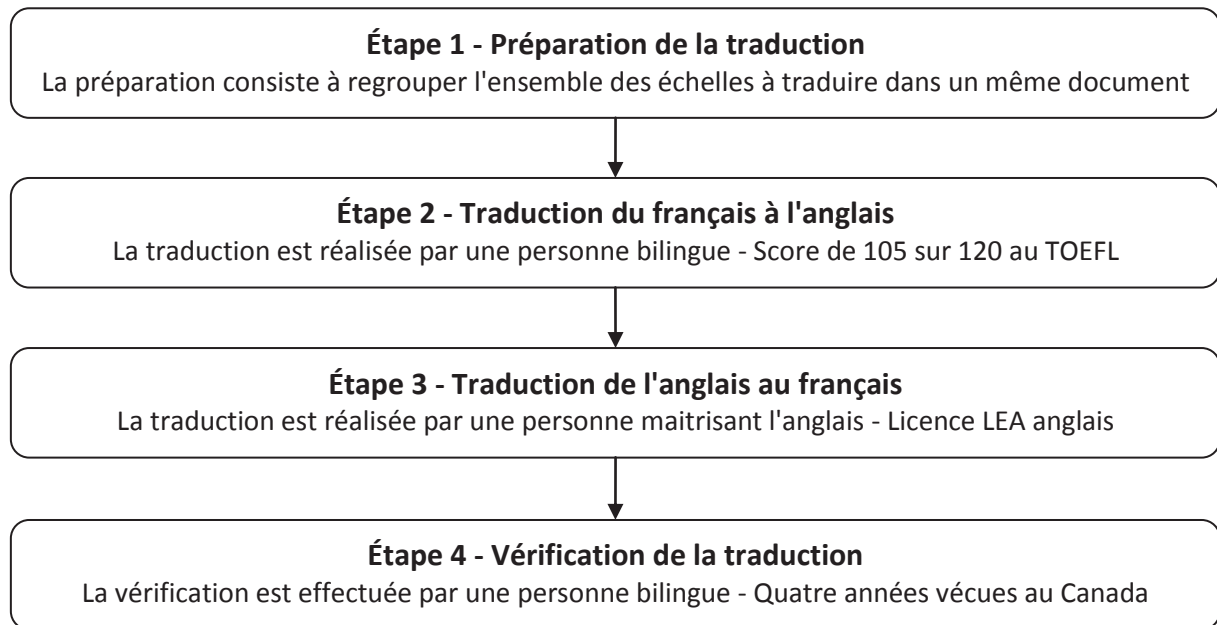 Étape 1 - Préparation de la traduction
La préparation consiste à regrouper l'ensemble des échelles à traduire dans un même document
Étape 2 - Traduction du français à l'anglais
La traduction est réalisée par une personne bilingue - Score de 105 sur 120 au TOEFL
Étape 3 - Traduction de l'anglais au français
La traduction est réalisée par une personne maitrisant l'anglais - Licence LEA anglais
Étape 4 - Vérification de la traduction
La vérification est effectuée par une personne bilingue - Quatre années vécues au Canada